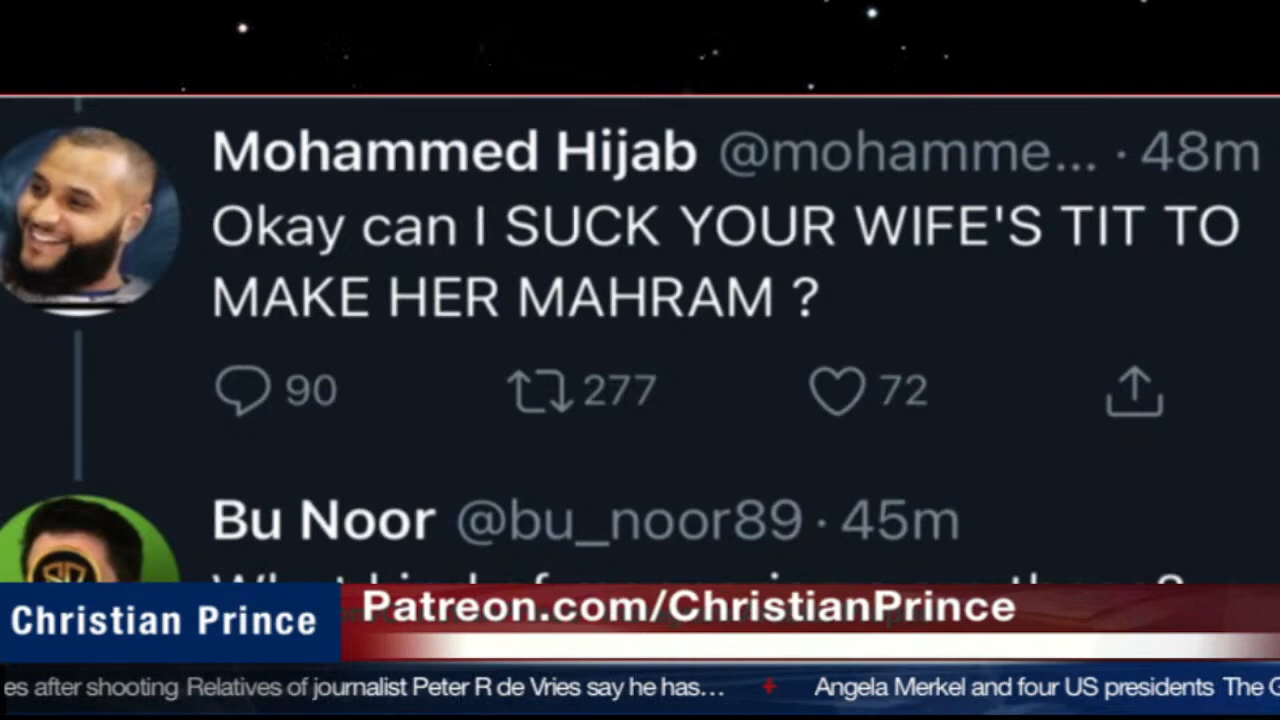 Mohammed Hijab @mohamme... · 48m
Okay can I SUCK YOUR WIFE'S TIT TO
MAKE HER MAHRAM ?
90 277 72
Bu Noor @bu_noor89 · 45m
Christian Prince
Patreon.com/ChristianPrince
es after shooting Relatives of journalist Peter R de Vries say he has... Angela Merkel and four US presidents The G